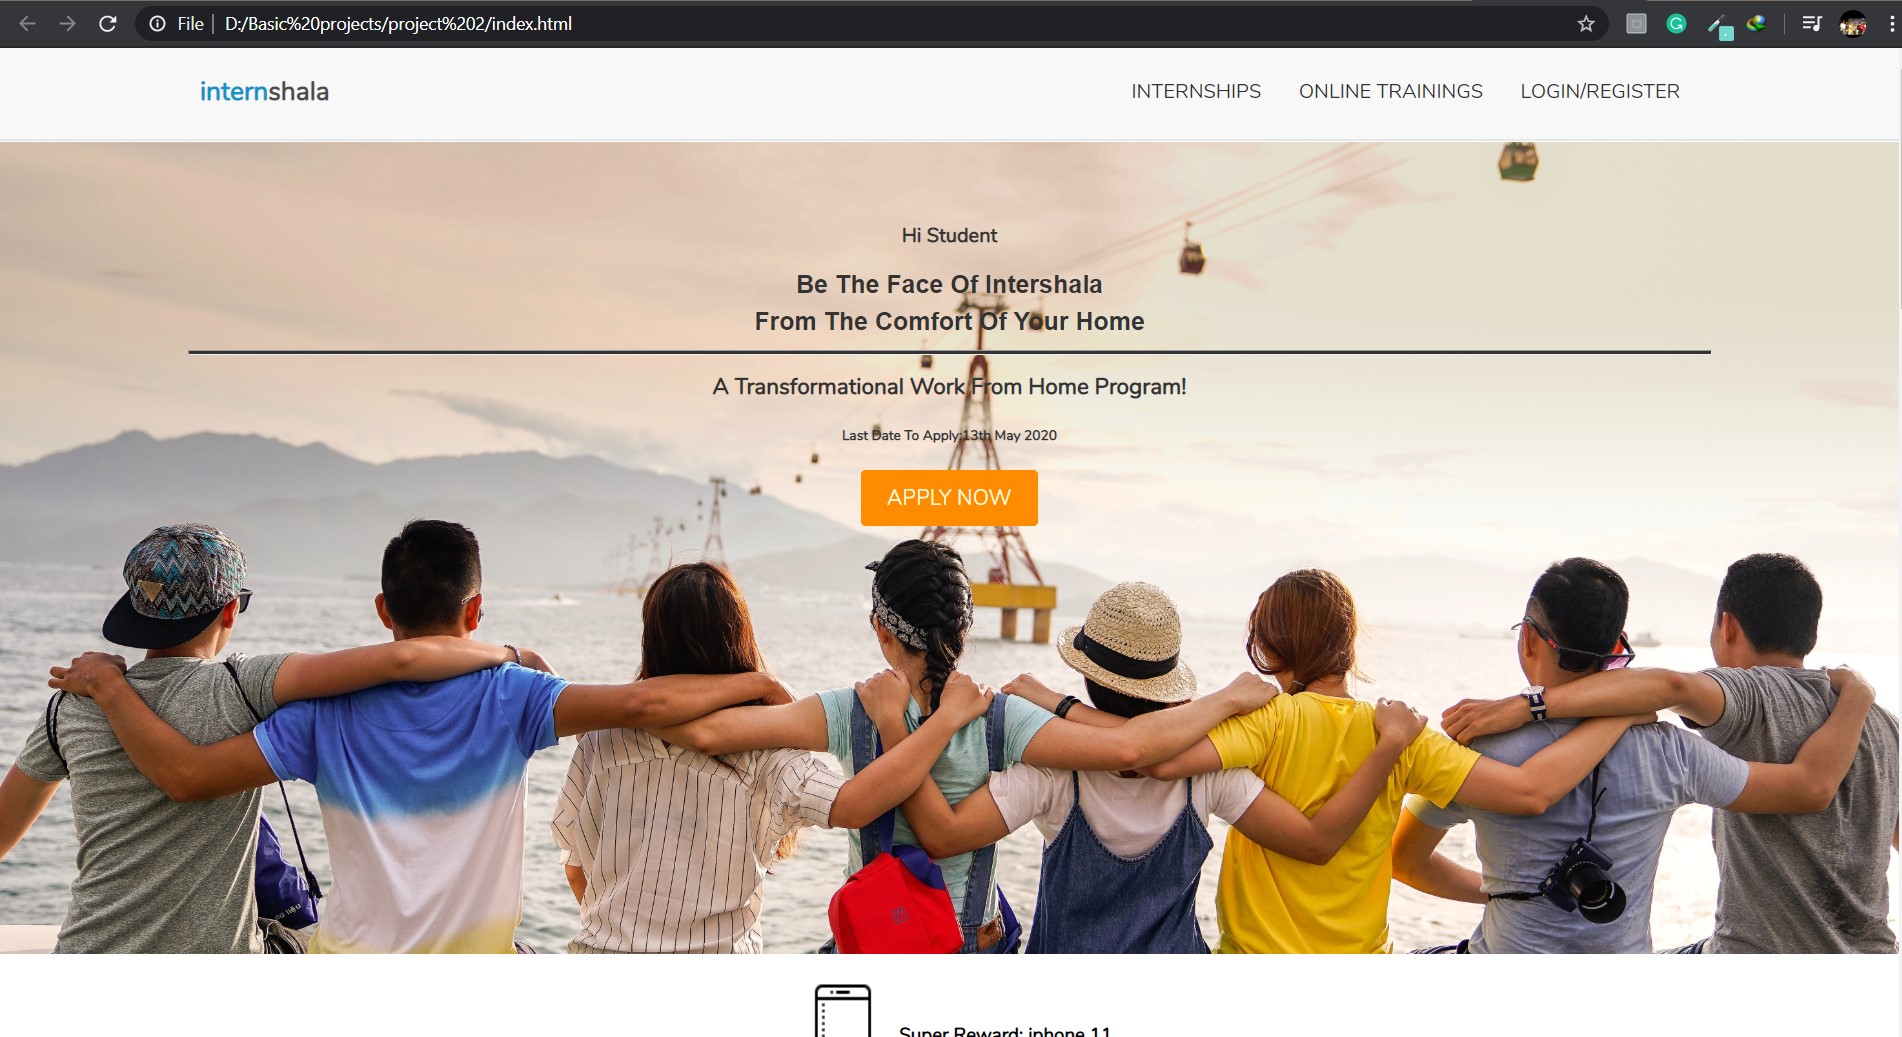 File | D:/Basic%20projects/project%202/index.html
internshala INTERNSHIPS ONLINE TRAININGS LOGIN/REGISTER
Hi Student
Be The Face Of Intershala
From The Comfort Of Your Home
A Transformational Work From Home Program!
Last Date To Apply:13th May 2020
APPLY NOW
Super Reward: iphone 11